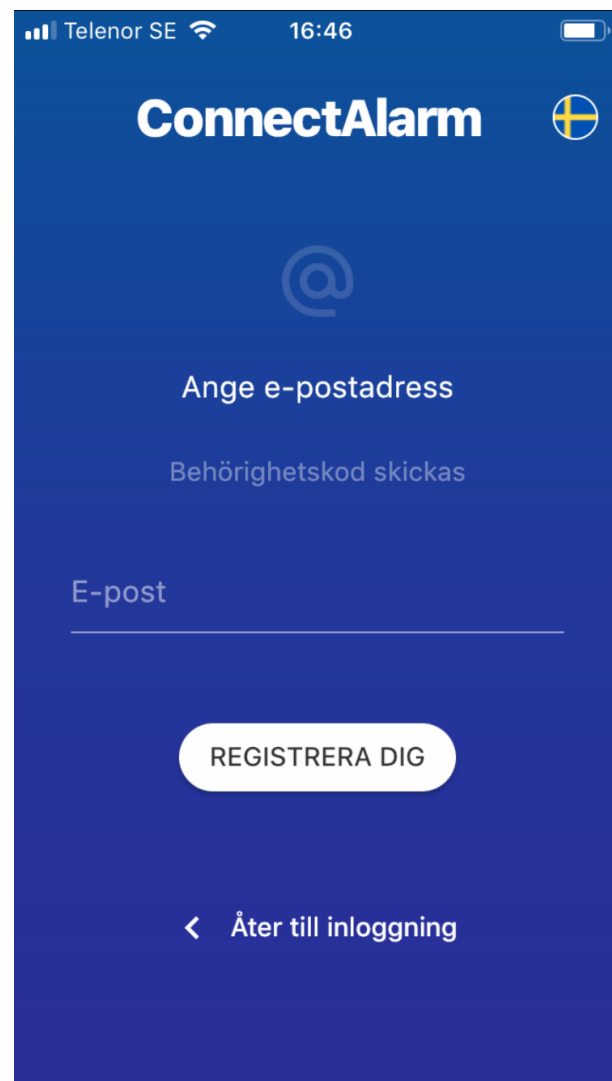 Telenor SE 16:46
ConnectAlarm
@
Ange e-postadress
Behörighetskod skickas
E-post
REGISTRERA DIG
Åter till inloggning